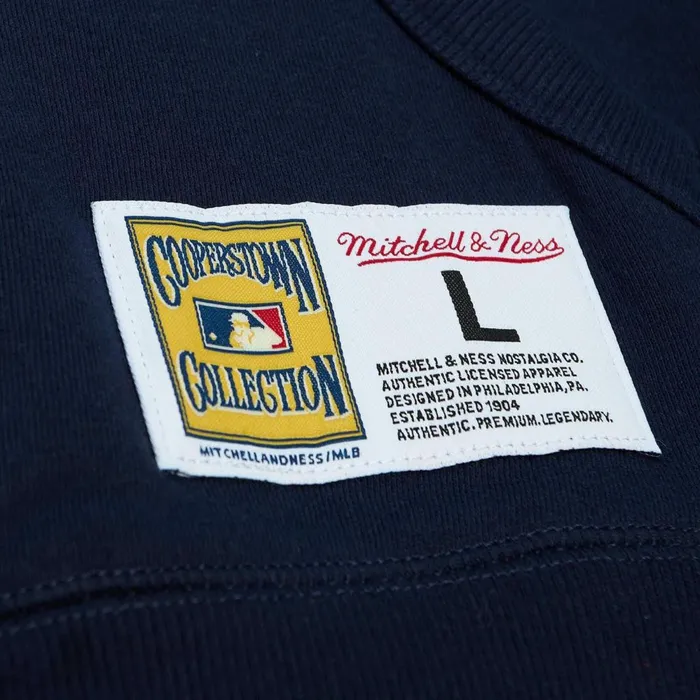 COOPERSTOWN
COLLECTION
MITCHELLANDNESS/MLB
Mitchell & Ness
L
MITCHELL & NESS NOSTALGIA CO.
AUTHENTIC LICENSED APPAREL
DESIGNED IN PHILADELPHIA, PA.
ESTABLISHED 1904
AUTHENTIC. PREMIUM. LEGENDARY.